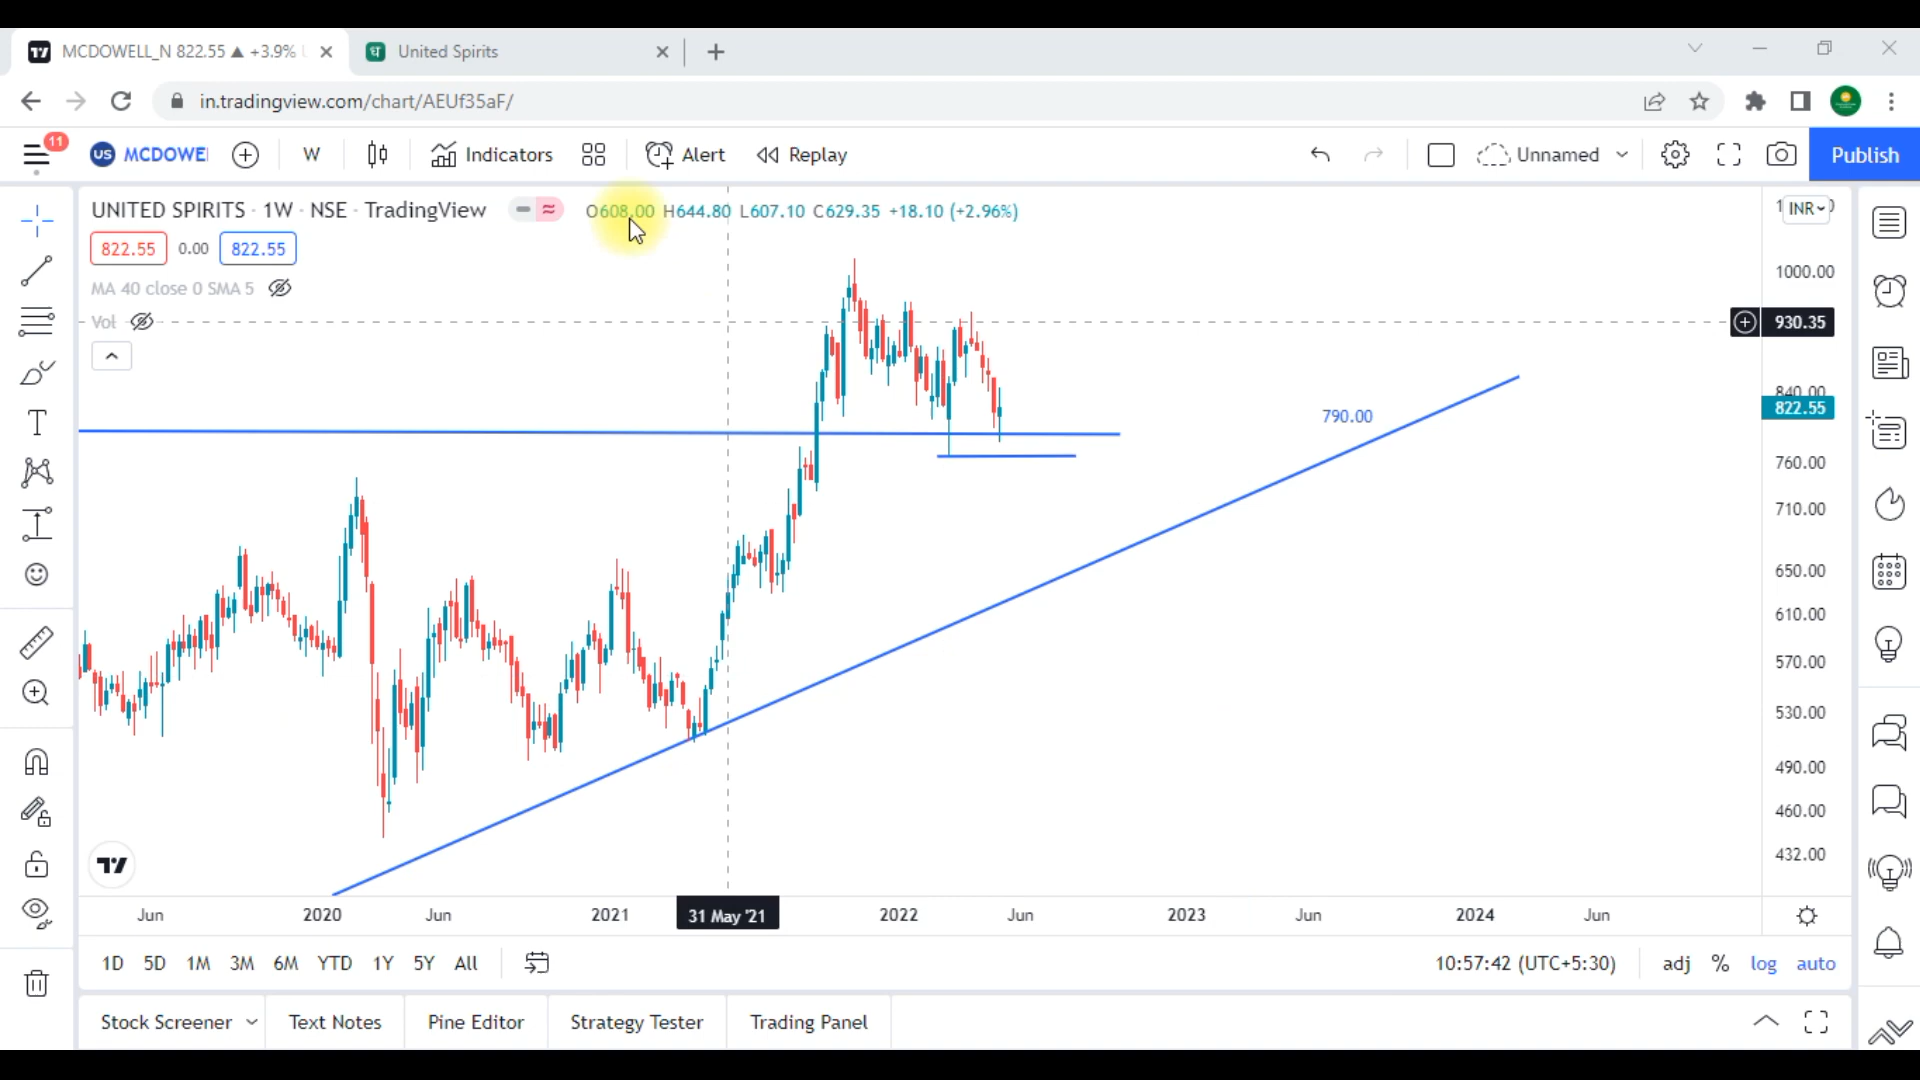 MCDOWELL_N 822.55 ▲ +3.9%
United Spirits
in.tradingview.com/chart/AEUf35aF/
11
US MCDOWE
W
Indicators
Alert
Replay
Unnamed
Publish
UNITED SPIRITS · 1W · NSE · TradingView
O608.00 H644.80 L607.10 C629.35 +18.10 (+2.96%)
INR
822.55 0.00 822.55
MA 40 close 0 SMA 5
Vol
1000.00
930.35
840.00
822.55
790.00
760.00
710.00
650.00
610.00
570.00
530.00
490.00
460.00
432.00
Jun 2020 Jun 2021 31 May '21 2022 Jun 2023 Jun 2024 Jun
1D 5D 1M 3M 6M YTD 1Y 5Y All
10:57:42 (UTC+5:30) adj % log auto
Stock Screener Text Notes Pine Editor Strategy Tester Trading Panel